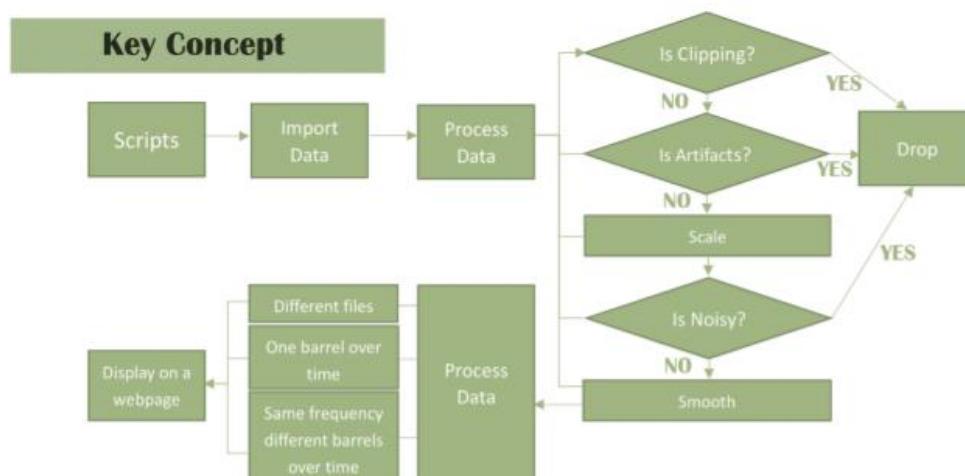 Key Concept
Scripts
Import
Data
Process
Data
Is Clipping?
YES
NO
Is Artifacts?
YES
Drop
NO
Scale
YES
Is Noisy?
NO
Smooth
Process
Data
Different files
One barrel over
time
Same frequency
different barrels
over time
Display on a
webpage